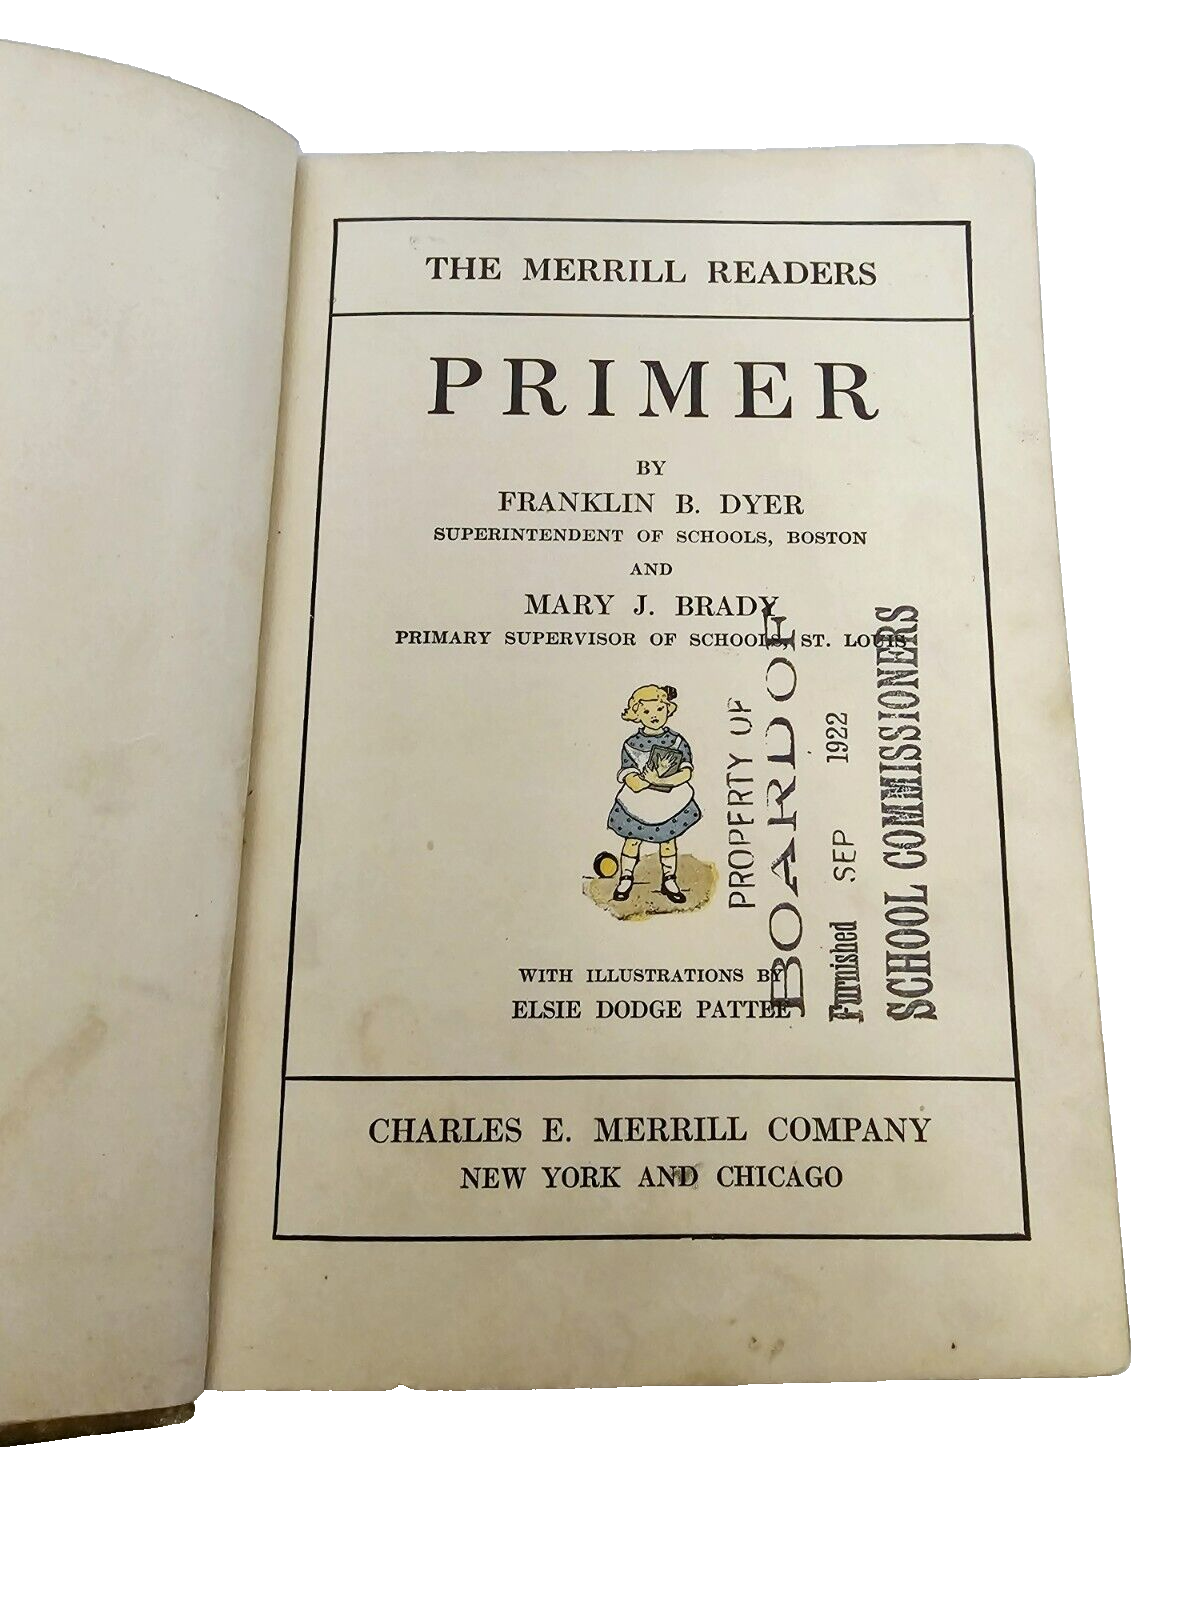 THE MERRILL READERS
PRIMER
BY
FRANKLIN B. DYER
SUPERINTENDENT OF SCHOOLS, BOSTON
AND
MARY J. BRADY
PRIMARY SUPERVISOR OF SCHOOLS, ST. LOUIS
WITH ILLUSTRATIONS BY
ELSIE DODGE PATTEE
CHARLES E. MERRILL COMPANY
NEW YORK AND CHICAGO
PROPERTY OF
BOARD OF
Furnished SEP 1922
SCHOOL COMMISSIONERS